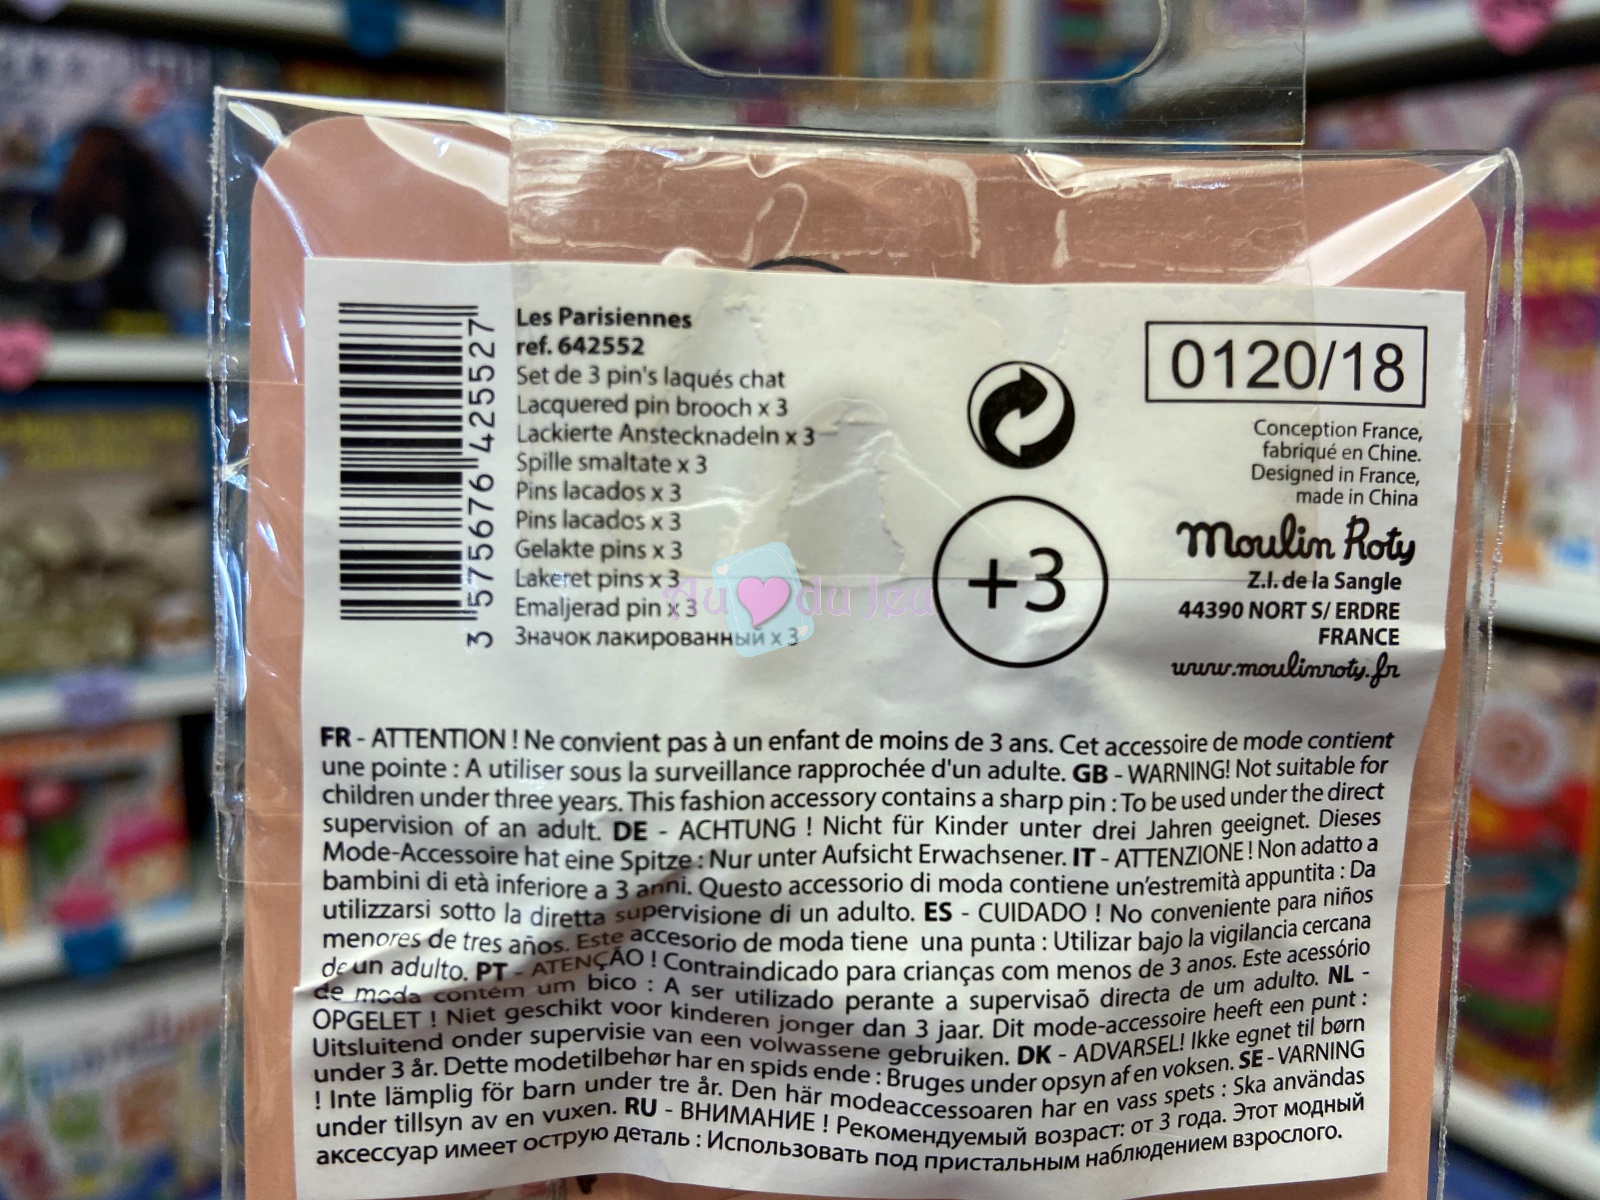 Les Parisiennes
ref. 642552
Set de 3 pin's laqués chat
Lacquered pin brooch x 3
Lackierte Anstecknadeln x 3
Spille smaltate x 3
Pins lacados x 3
Pins lacados x 3
Gelakte pins x 3
Lakeret pins x 3
Emaljerad pin x 3
Значок лакированный x 3
3 575676 425527
Au du Jeu
+3
0120/18
Conception France,
fabriqué en Chine.
Designed in France,
made in China
Moulin Roty
Z.I. de la Sangle
44390 NORT S/ ERDRE
FRANCE
www.moulinroty.fr
FR - ATTENTION ! Ne convient pas à un enfant de moins de 3 ans. Cet accessoire de mode contient
une pointe : A utiliser sous la surveillance rapprochée d'un adulte. GB - WARNING! Not suitable for
children under three years. This fashion accessory contains a sharp pin : To be used under the direct
supervision of an adult. DE - ACHTUNG ! Nicht für Kinder unter drei Jahren geeignet. Dieses
Mode-Accessoire hat eine Spitze : Nur unter Aufsicht Erwachsener. IT - ATTENZIONE ! Non adatto a
bambini di età inferiore a 3 anni. Questo accessorio di moda contiene un'estremità appuntita : Da
utilizzarsi sotto la diretta supervisione di un adulto. ES - CUIDADO ! No conveniente para niños
menores de tres años. Este accesorio de moda tiene una punta : Utilizar bajo la vigilancia cercana
de un adulto. PT - ATENÇÃO ! Contraindicado para crianças com menos de 3 anos. Este acessório
de moda contém um bico : A ser utilizado perante a supervisaõ directa de um adulto. NL -
OPGELET ! Niet geschikt voor kinderen jonger dan 3 jaar. Dit mode-accessoire heeft een punt :
Uitsluitend onder supervisie van een volwassene gebruiken. DK - ADVARSEL! Ikke egnet til børn
under 3 år. Dette modetilbehør har en spids ende : Bruges under opsyn af en voksen. SE - VARNING
! Inte lämplig för barn under tre år. Den här modeaccessoaren har en vass spets : Ska användas
under tillsyn av en vuxen. RU - ВНИМАНИЕ ! Рекомендуемый возраст: от 3 года. Этот модный
аксессуар имеет острую деталь : Использовать под пристальным наблюдением взрослого.